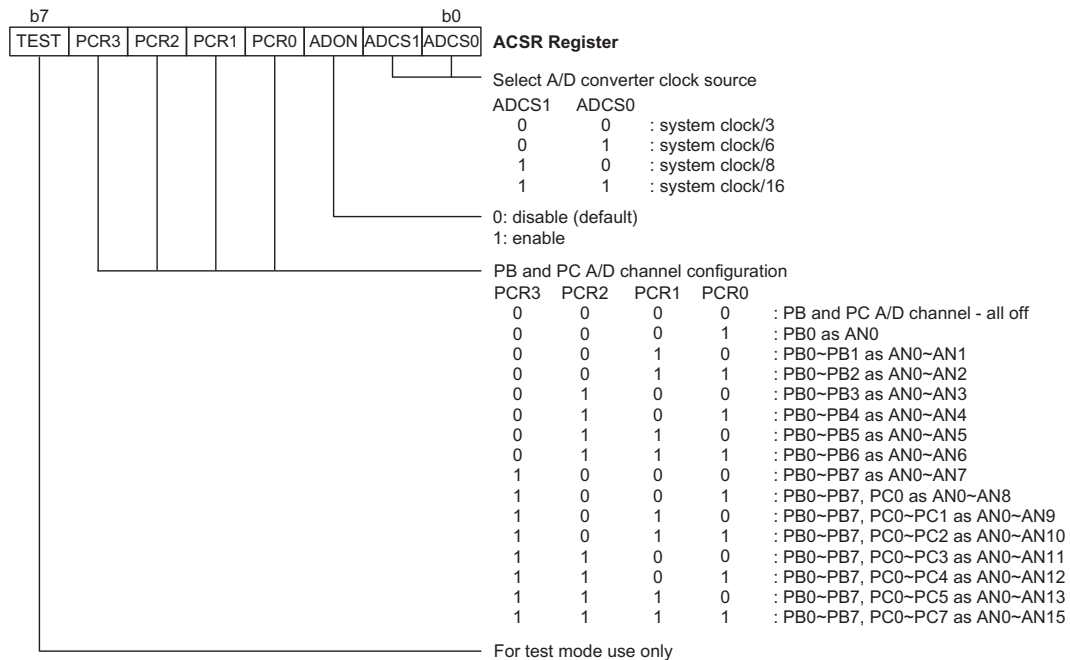 b7 b0
TEST PCR3 PCR2 PCR1 PCR0 ADON ADCS1 ADCS0 ACSR Register
Select A/D converter clock source
ADCS1 ADCS0
0 0 : system clock/3
0 1 : system clock/6
1 0 : system clock/8
1 1 : system clock/16
0: disable (default)
1: enable
PB and PC A/D channel configuration
PCR3 PCR2 PCR1 PCR0
0 0 0 0 : PB and PC A/D channel - all off
0 0 0 1 : PB0 as AN0
0 0 1 0 : PB0~PB1 as AN0~AN1
0 0 1 1 : PB0~PB2 as AN0~AN2
0 1 0 0 : PB0~PB3 as AN0~AN3
0 1 0 1 : PB0~PB4 as AN0~AN4
0 1 1 0 : PB0~PB5 as AN0~AN5
0 1 1 1 : PB0~PB6 as AN0~AN6
1 0 0 0 : PB0~PB7 as AN0~AN7
1 0 0 1 : PB0~PB7, PC0 as AN0~AN8
1 0 1 0 : PB0~PB7, PC0~PC1 as AN0~AN9
1 0 1 1 : PB0~PB7, PC0~PC2 as AN0~AN10
1 1 0 0 : PB0~PB7, PC0~PC3 as AN0~AN11
1 1 0 1 : PB0~PB7, PC0~PC4 as AN0~AN12
1 1 1 0 : PB0~PB7, PC0~PC5 as AN0~AN13
1 1 1 1 : PB0~PB7, PC0~PC7 as AN0~AN15
For test mode use only